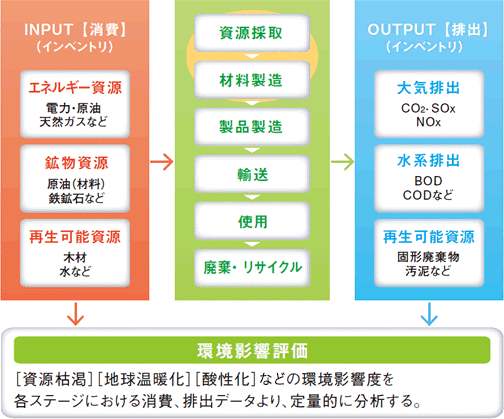 INPUT【消費】
（インベントリ）
エネルギー資源
電力・原油
天然ガスなど
鉱物資源
原油（材料）
鉄鉱石など
再生可能資源
木材
水など
資源採取
材料製造
製品製造
輸送
使用
廃棄・リサイクル
OUTPUT【排出】
（インベントリ）
大気排出
CO2・SOx
NOx
水系排出
BOD
CODなど
再生可能資源
固形廃棄物
汚泥など
環境影響評価
［資源枯渇］［地球温暖化］［酸性化］などの環境影響度を
各ステージにおける消費、排出データより、定量的に分析する。